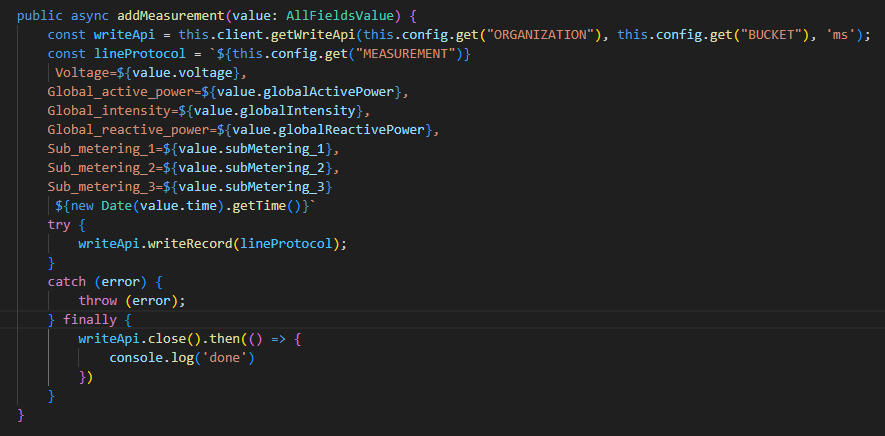 public async addMeasurement(value: AllFieldsValue) {
    const writeApi = this.client.getWriteApi(this.config.get("ORGANIZATION"), this.config.get("BUCKET"), 'ms');
    const lineProtocol = `${this.config.get("MEASUREMENT")}
     Voltage=${value.voltage},
    Global_active_power=${value.globalActivePower},
    Global_intensity=${value.globalIntensity},
    Global_reactive_power=${value.globalReactivePower},
    Sub_metering_1=${value.subMetering_1},
    Sub_metering_2=${value.subMetering_2},
    Sub_metering_3=${value.subMetering_3}
     ${new Date(value.time).getTime()}`
    try {
        writeApi.writeRecord(lineProtocol);
    }
    catch (error) {
        throw (error);
    } finally {
        writeApi.close().then(() => {
            console.log('done')
        })
    }
}